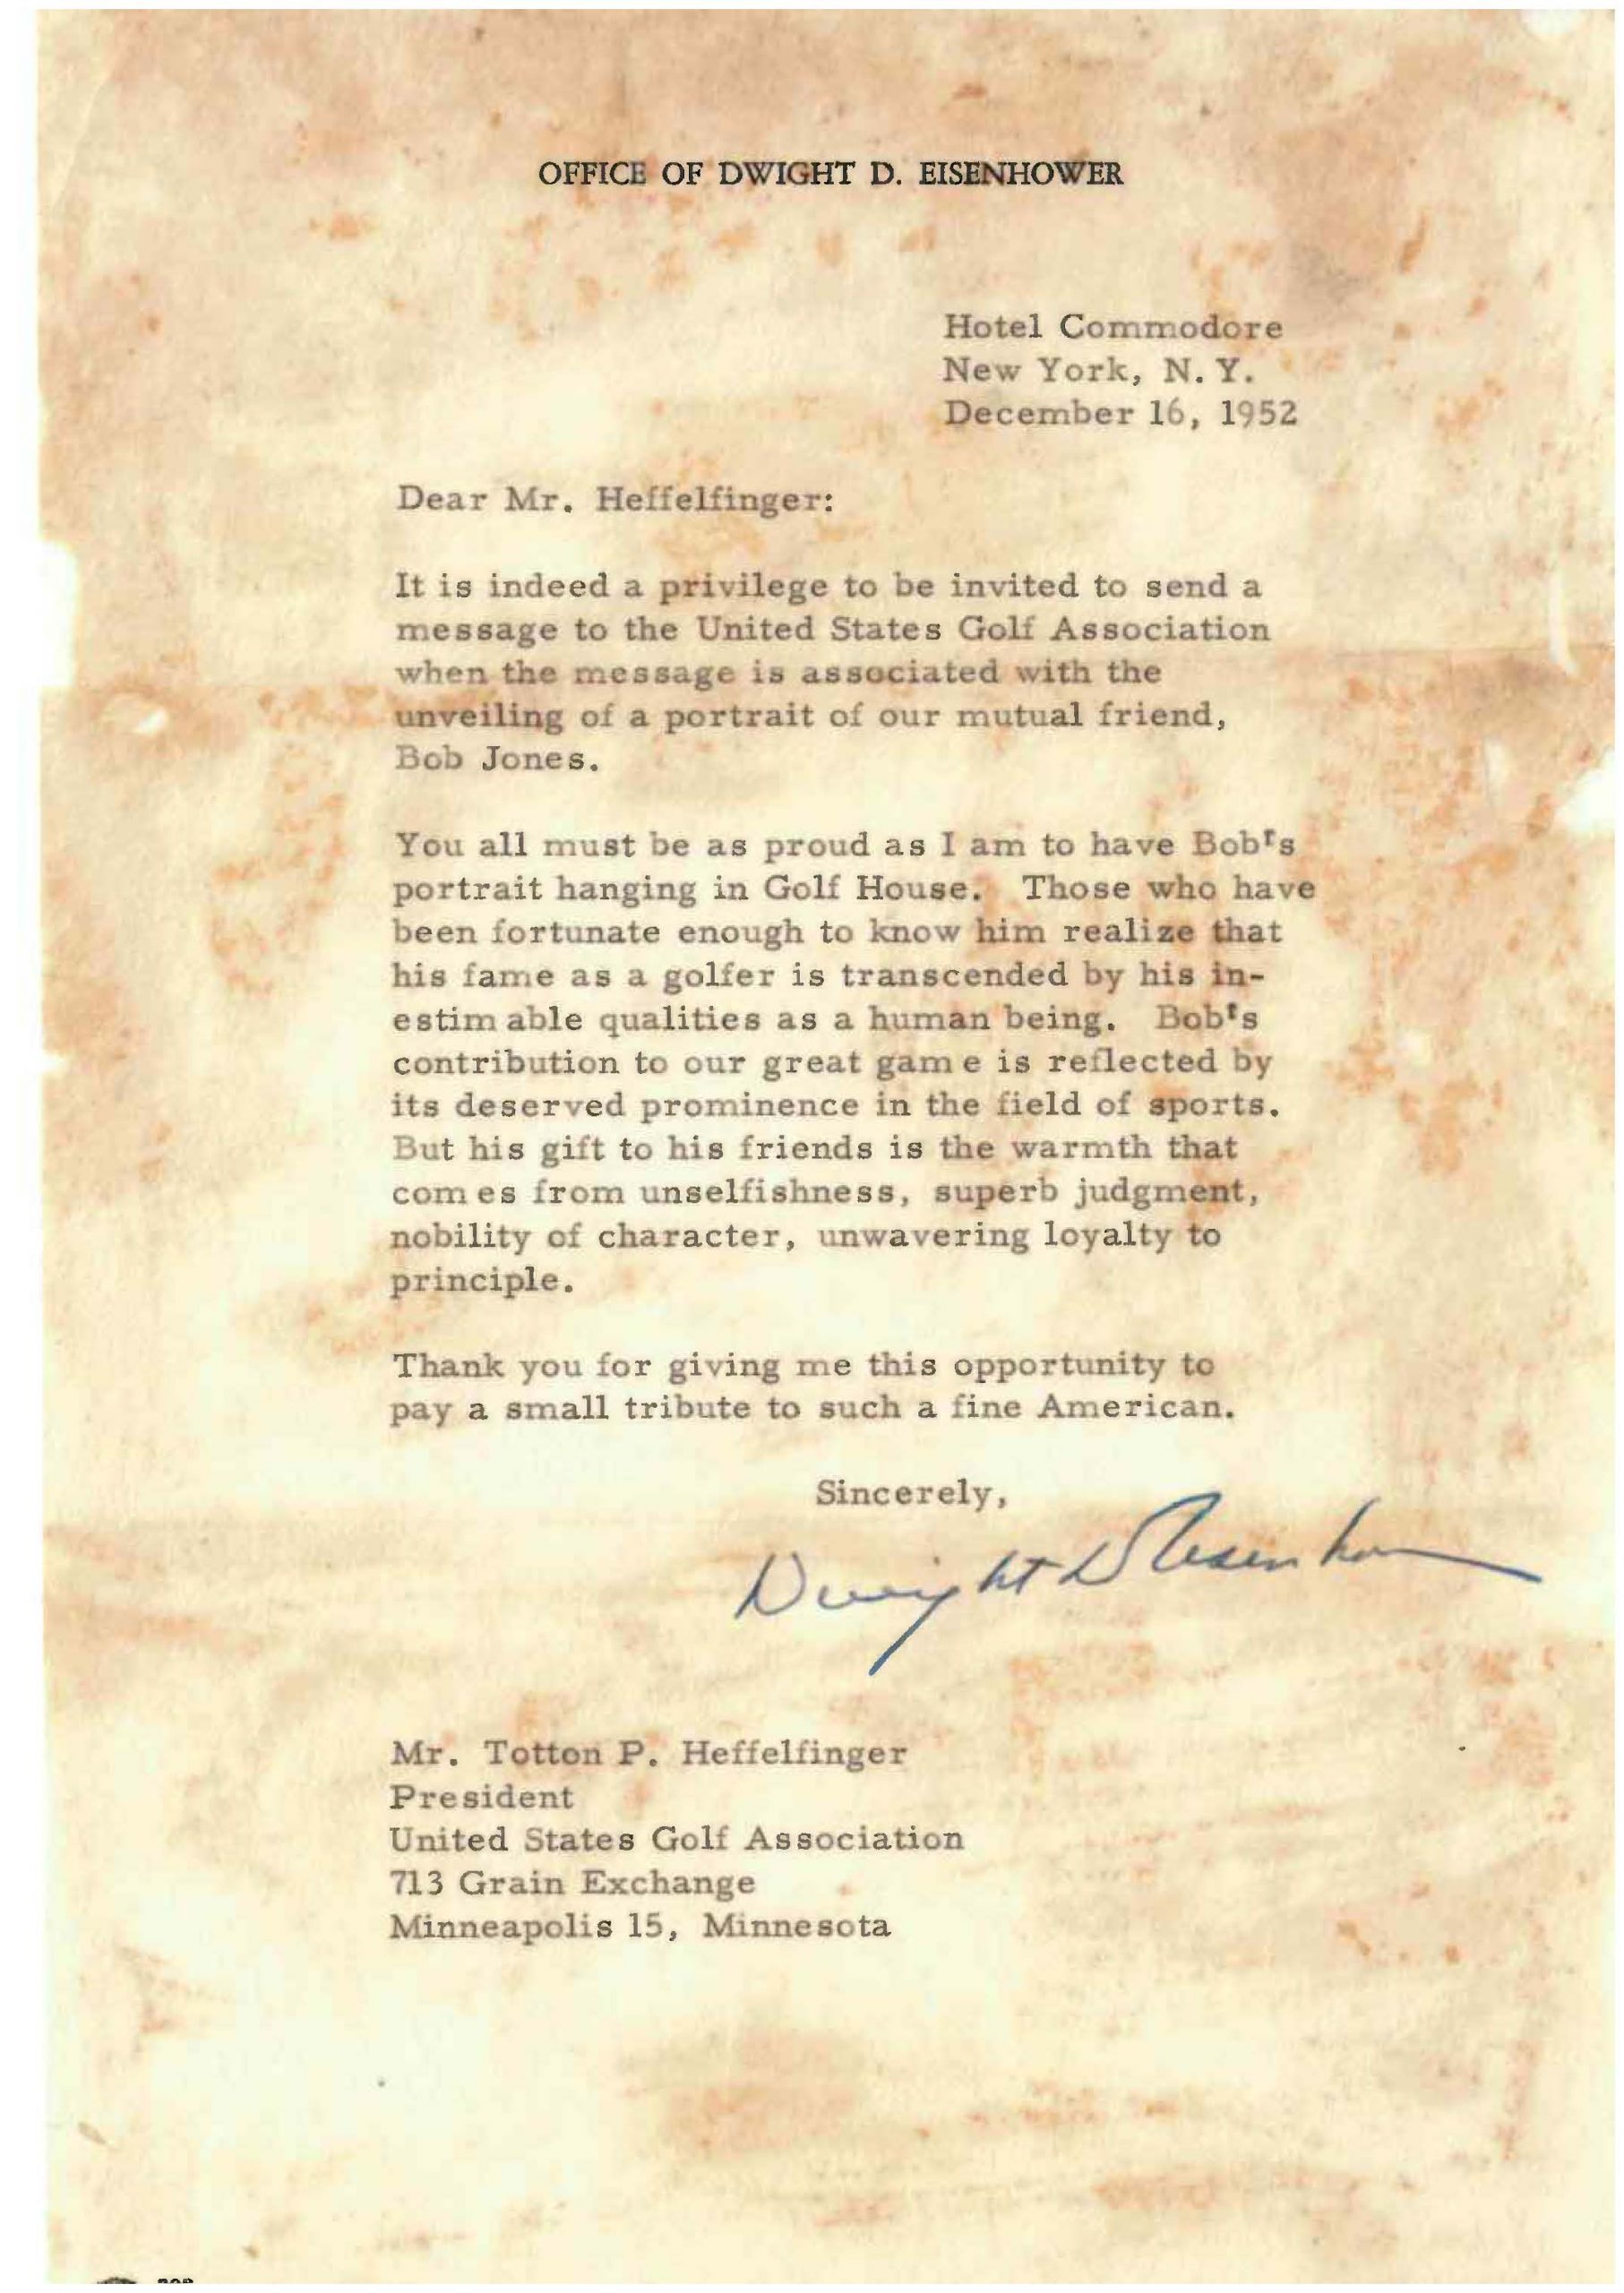 OFFICE OF DWIGHT D. EISENHOWER
Hotel Commodore
New York, N.Y.
December 16, 1952
Dear Mr. Heffelfinger:
It is indeed a privilege to be invited to send a
message to the United States Golf Association
when the message is associated with the
unveiling of a portrait of our mutual friend,
Bob Jones.
You all must be as proud as I am to have Bob's
portrait hanging in Golf House. Those who have
been fortunate enough to know him realize that
his fame as a golfer is transcended by his in-
estimable qualities as a human being. Bob's
contribution to our great game is reflected by
its deserved prominence in the field of sports.
But his gift to his friends is the warmth that
comes from unselfishness, superb judgment,
nobility of character, unwavering loyalty to
principle.
Thank you for giving me this opportunity to
pay a small tribute to such a fine American.
Sincerely,
Dwight D Eisenhower
Mr. Totton P. Heffelfinger
President
United States Golf Association
713 Grain Exchange
Minneapolis 15, Minnesota